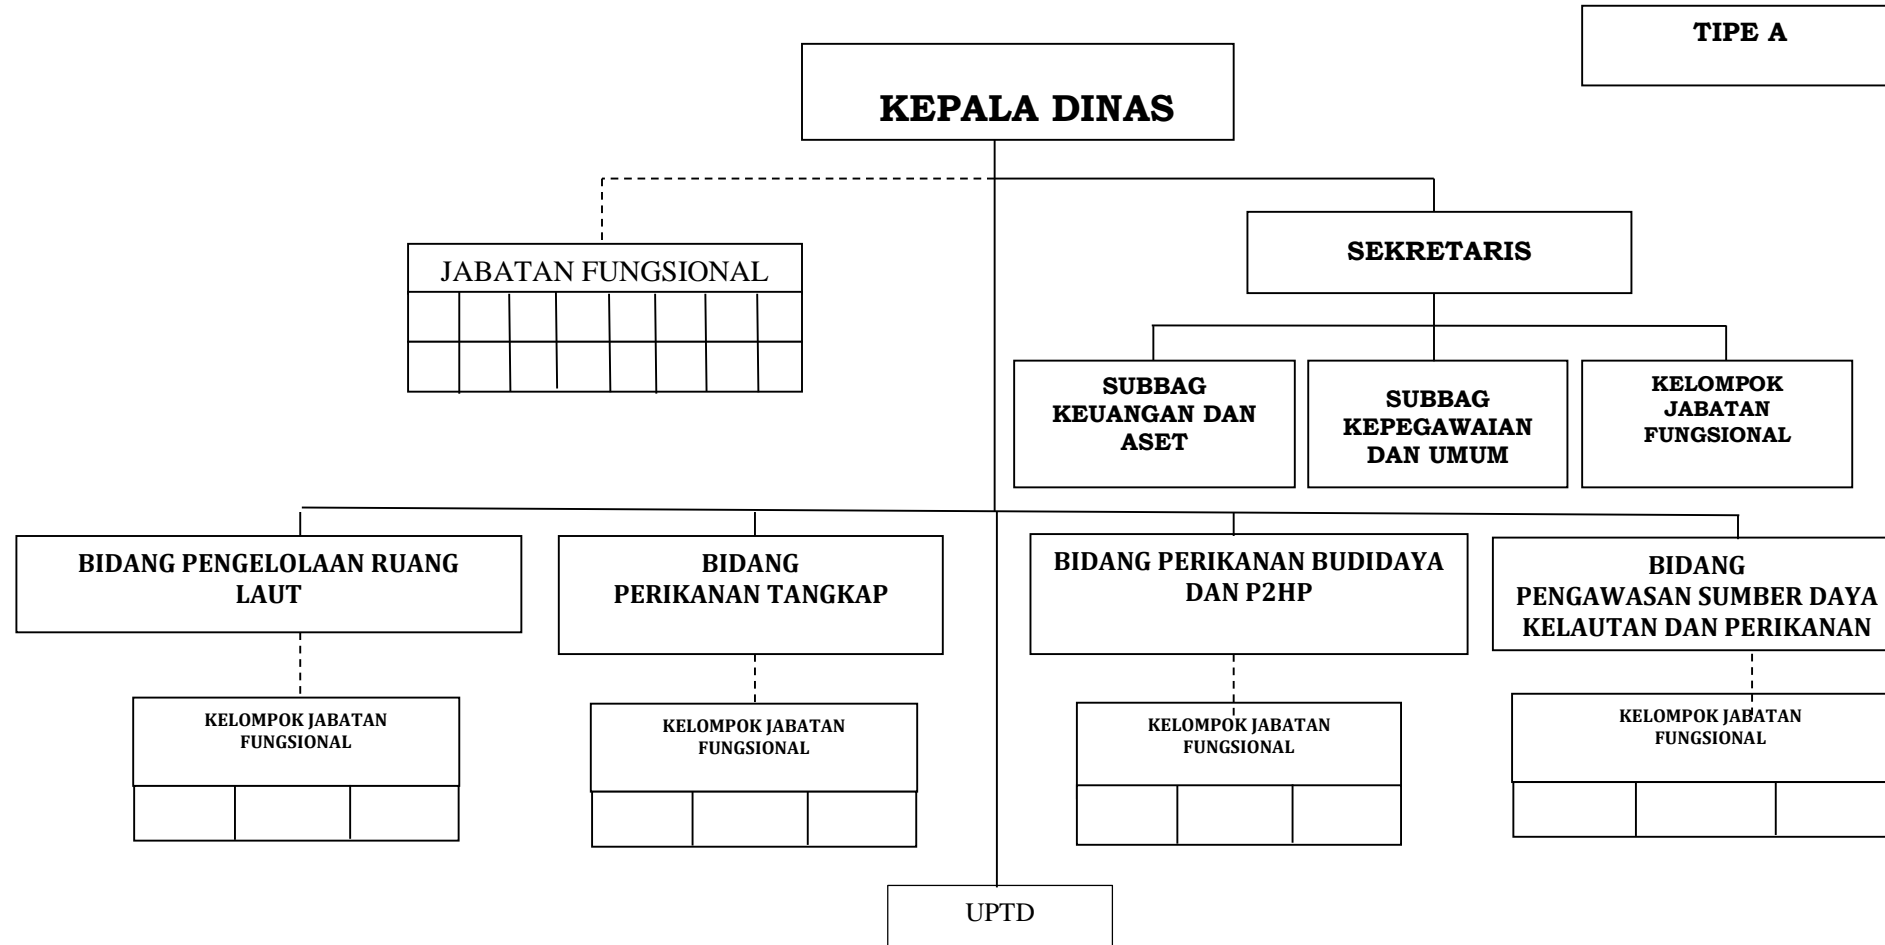 TIPE A
KEPALA DINAS
SEKRETARIS
JABATAN FUNGSIONAL
SUBBAG
KEUANGAN DAN
ASET
SUBBAG
KEPEGAWAIAN
DAN UMUM
KELOMPOK
JABATAN
FUNGSIONAL
BIDANG PENGELOLAAN RUANG
LAUT
BIDANG
PERIKANAN TANGKAP
BIDANG PERIKANAN BUDIDAYA
DAN P2HP
BIDANG
PENGAWASAN SUMBER DAYA
KELAUTAN DAN PERIKANAN
KELOMPOK JABATAN
FUNGSIONAL
KELOMPOK JABATAN
FUNGSIONAL
KELOMPOK JABATAN
FUNGSIONAL
KELOMPOK JABATAN
FUNGSIONAL
UPTD